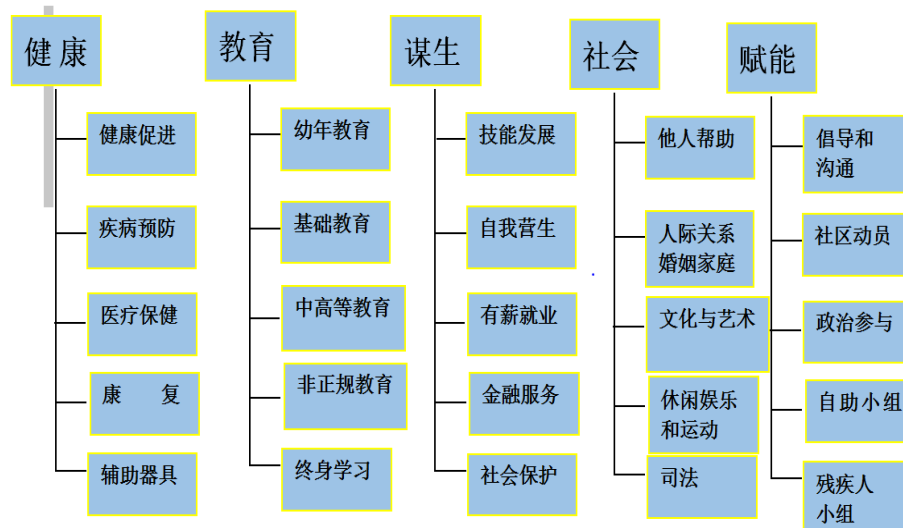 健康
健康促进
疾病预防
医疗保健
康 复
辅助器具
教育
幼年教育
基础教育
中高等教育
非正规教育
终身学习
谋生
技能发展
自我营生
有薪就业
金融服务
社会保护
社会
他人帮助
人际关系
婚姻家庭
文化与艺术
休闲娱乐
和运动
司法
赋能
倡导和
沟通
社区动员
政治参与
自助小组
残疾人
小组